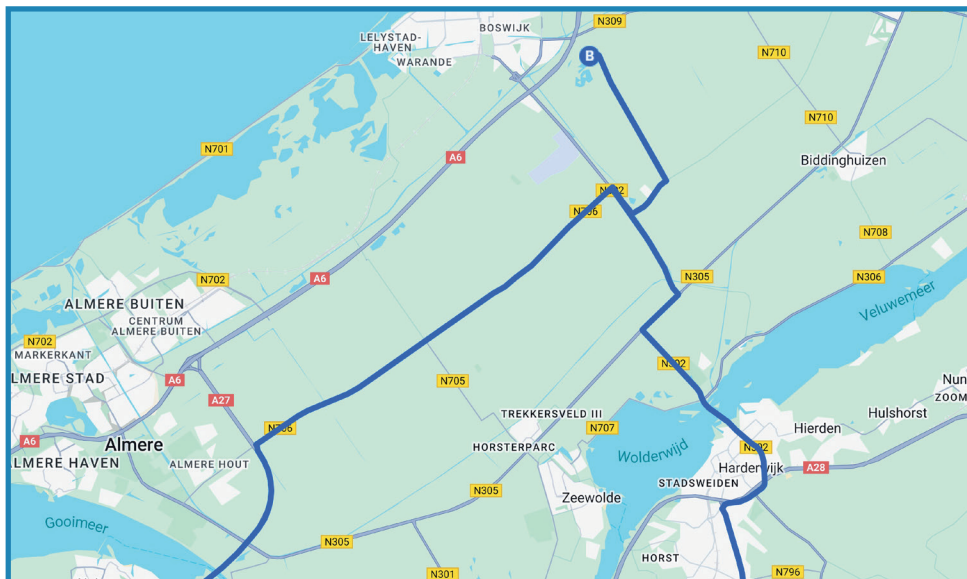 N309
BOSWIJK
LELYSTAD-
HAVEN
WARANDE
B
N710
N710
N701
A6
Biddinghuizen
N302
N706
N708
N702
A6
N305
N306
Veluwemeer
ALMERE BUITEN
CENTRUM
ALMERE BUITEN
N702
MARKERKANT
N302
ALMERE STAD
A6
N705
Nun
ZOOM
A27
TREKKERSVELD III
Hulshorst
N706
N707
Hierden
A6
Almere
HORSTERPARC
Wolderwijd
N302
ALMERE HAVEN
ALMERE HOUT
Harderwijk
A28
STADSWEIDEN
N305
Zeewolde
Gooimeer
N305
HORST
N301
N796